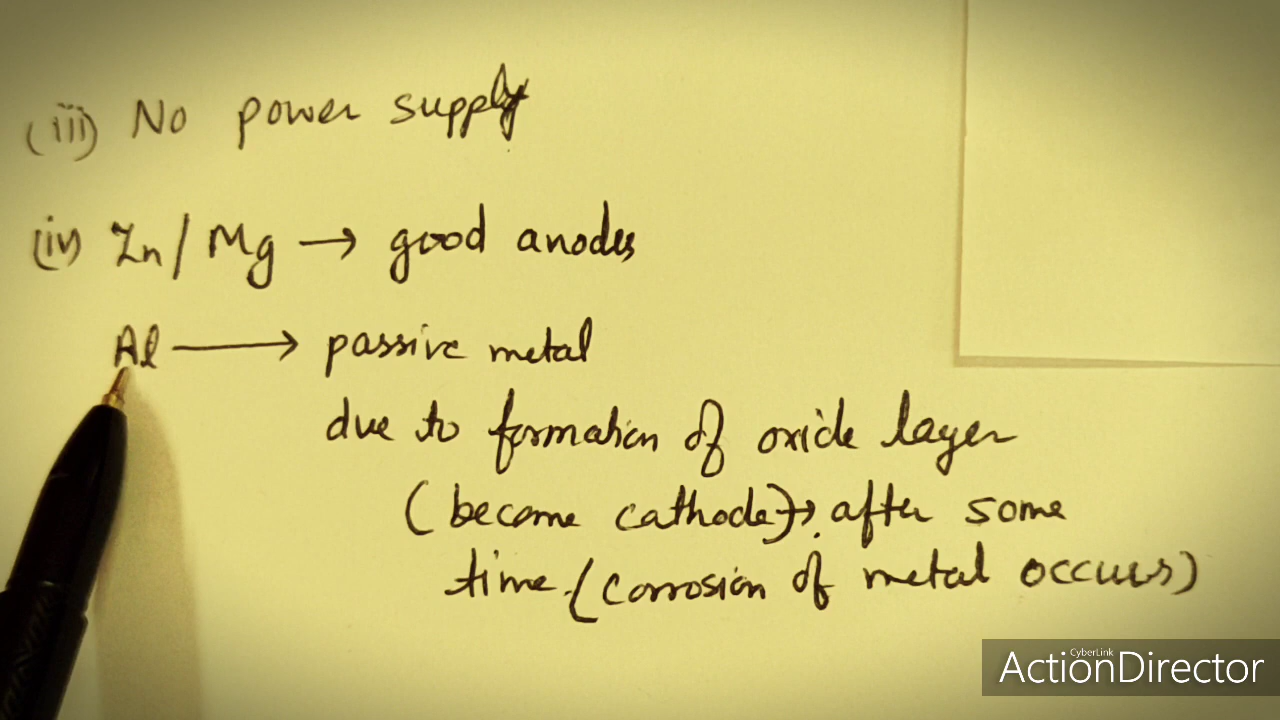 (iii) No power supply
(iv) Zn/Mg → good anodes
Al → passive metal
due to formation of oxide layer
(become cathode) → after some
time. (corrosion of metal occurs)
CyberLink
ActionDirector